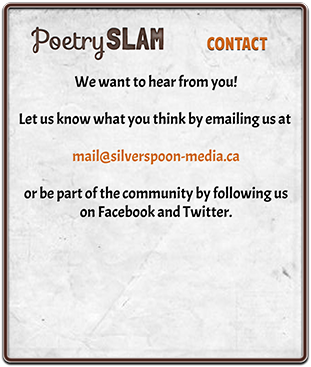 PoetrySLAM CONTACT
We want to hear from you!
Let us know what you think by emailing us at
mail@silverspoon-media.ca
or be part of the community by following us
on Facebook and Twitter.